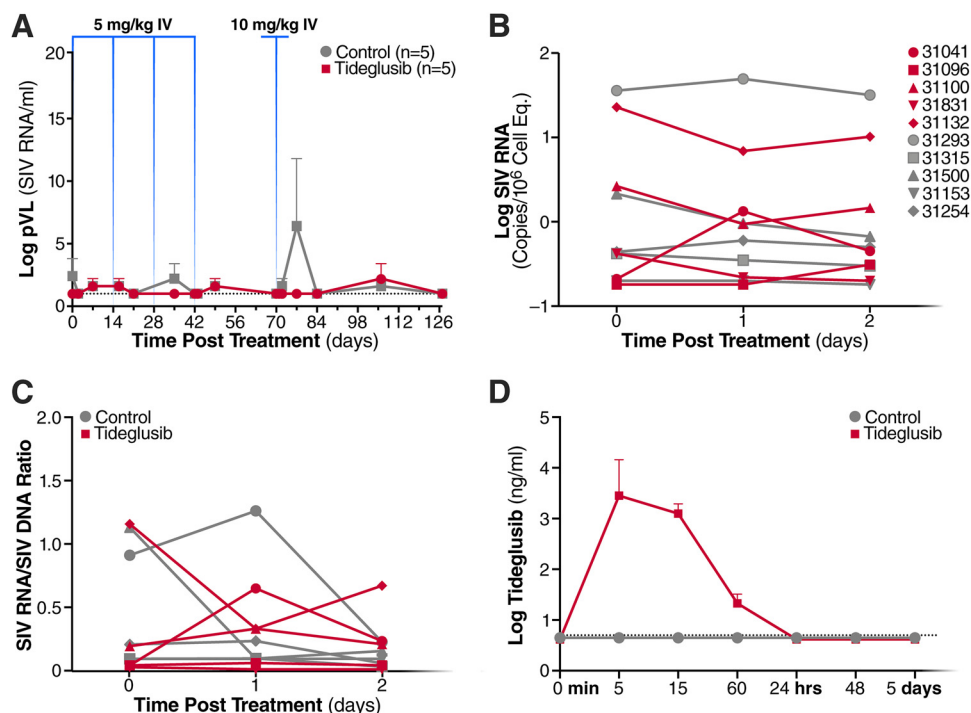 A
5 mg/kg IV
10 mg/kg IV
Control (n=5)
Tideglusib (n=5)
Log pVL (SIV RNA/ml)
20
15
10
5
0
0 14 28 42 56 70 84 98 112 126
Time Post Treatment (days)
B
Log SIV RNA
(Copies/10⁶ Cell Eq.)
2
1
0
−1
0 1 2
Time Post Treatment (days)
31041
31096
31100
31831
31132
31293
31315
31500
31153
31254
C
Control
Tideglusib
SIV RNA/SIV DNA Ratio
2.0
1.5
1.0
0.5
0
0 1 2
Time Post Treatment (days)
D
Control
Tideglusib
Log Tideglusib (ng/ml)
5
4
3
2
1
0
0 min 5 15 60 24 hrs 48 5 days